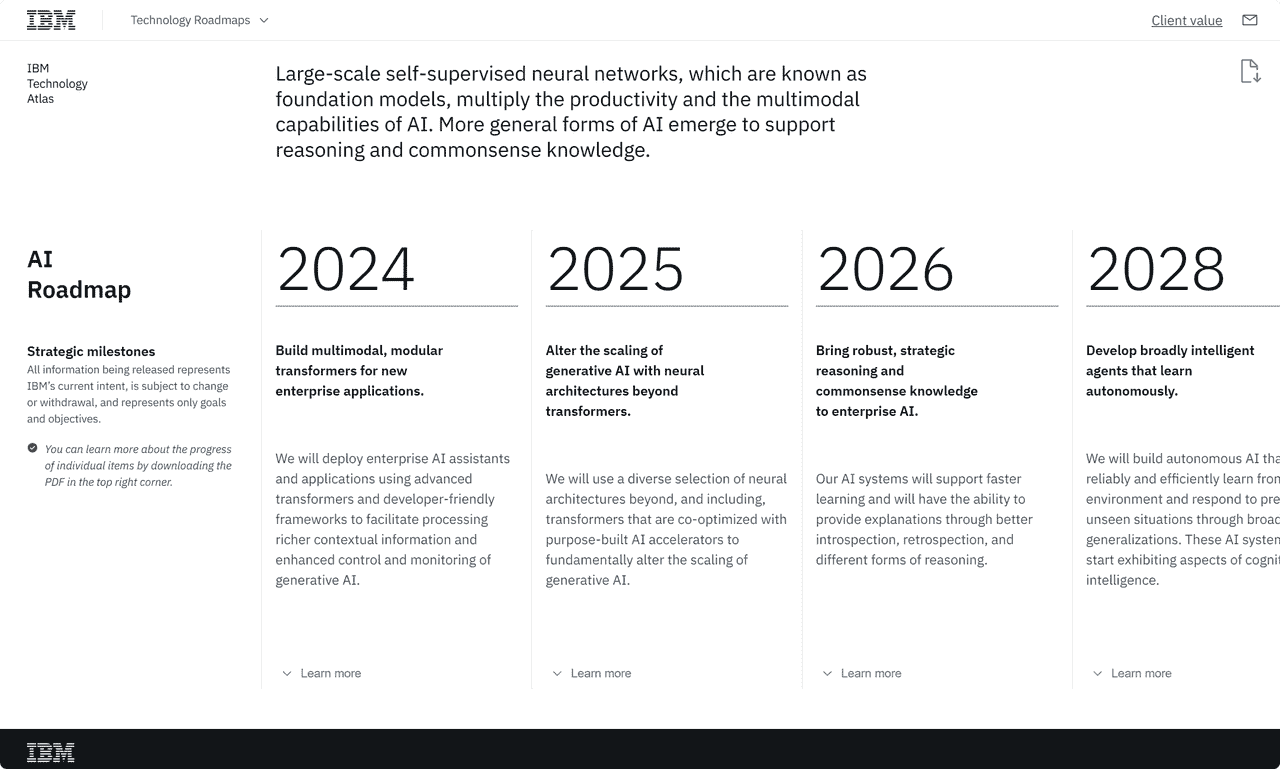 IBM
Technology Roadmaps
Client value
IBM
Technology
Atlas
Large-scale self-supervised neural networks, which are known as
foundation models, multiply the productivity and the multimodal
capabilities of AI. More general forms of AI emerge to support
reasoning and commonsense knowledge.
AI
Roadmap
Strategic milestones
All information being released represents
IBM's current intent, is subject to change
or withdrawal, and represents only goals
and objectives.
You can learn more about the progress
of individual items by downloading the
PDF in the top right corner.
2024
Build multimodal, modular
transformers for new
enterprise applications.
We will deploy enterprise AI assistants
and applications using advanced
transformers and developer-friendly
frameworks to facilitate processing
richer contextual information and
enhanced control and monitoring of
generative AI.
Learn more
2025
Alter the scaling of
generative AI with neural
architectures beyond
transformers.
We will use a diverse selection of neural
architectures beyond, and including,
transformers that are co-optimized with
purpose-built AI accelerators to
fundamentally alter the scaling of
generative AI.
Learn more
2026
Bring robust, strategic
reasoning and
commonsense knowledge
to enterprise AI.
Our AI systems will support faster
learning and will have the ability to
provide explanations through better
introspection, retrospection, and
different forms of reasoning.
Learn more
2028
Develop broadly intelligent
agents that learn
autonomously.
We will build autonomous AI tha
reliably and efficiently learn fron
environment and respond to pre
unseen situations through broad
generalizations. These AI system
start exhibiting aspects of cognit
intelligence.
Learn more
IBM